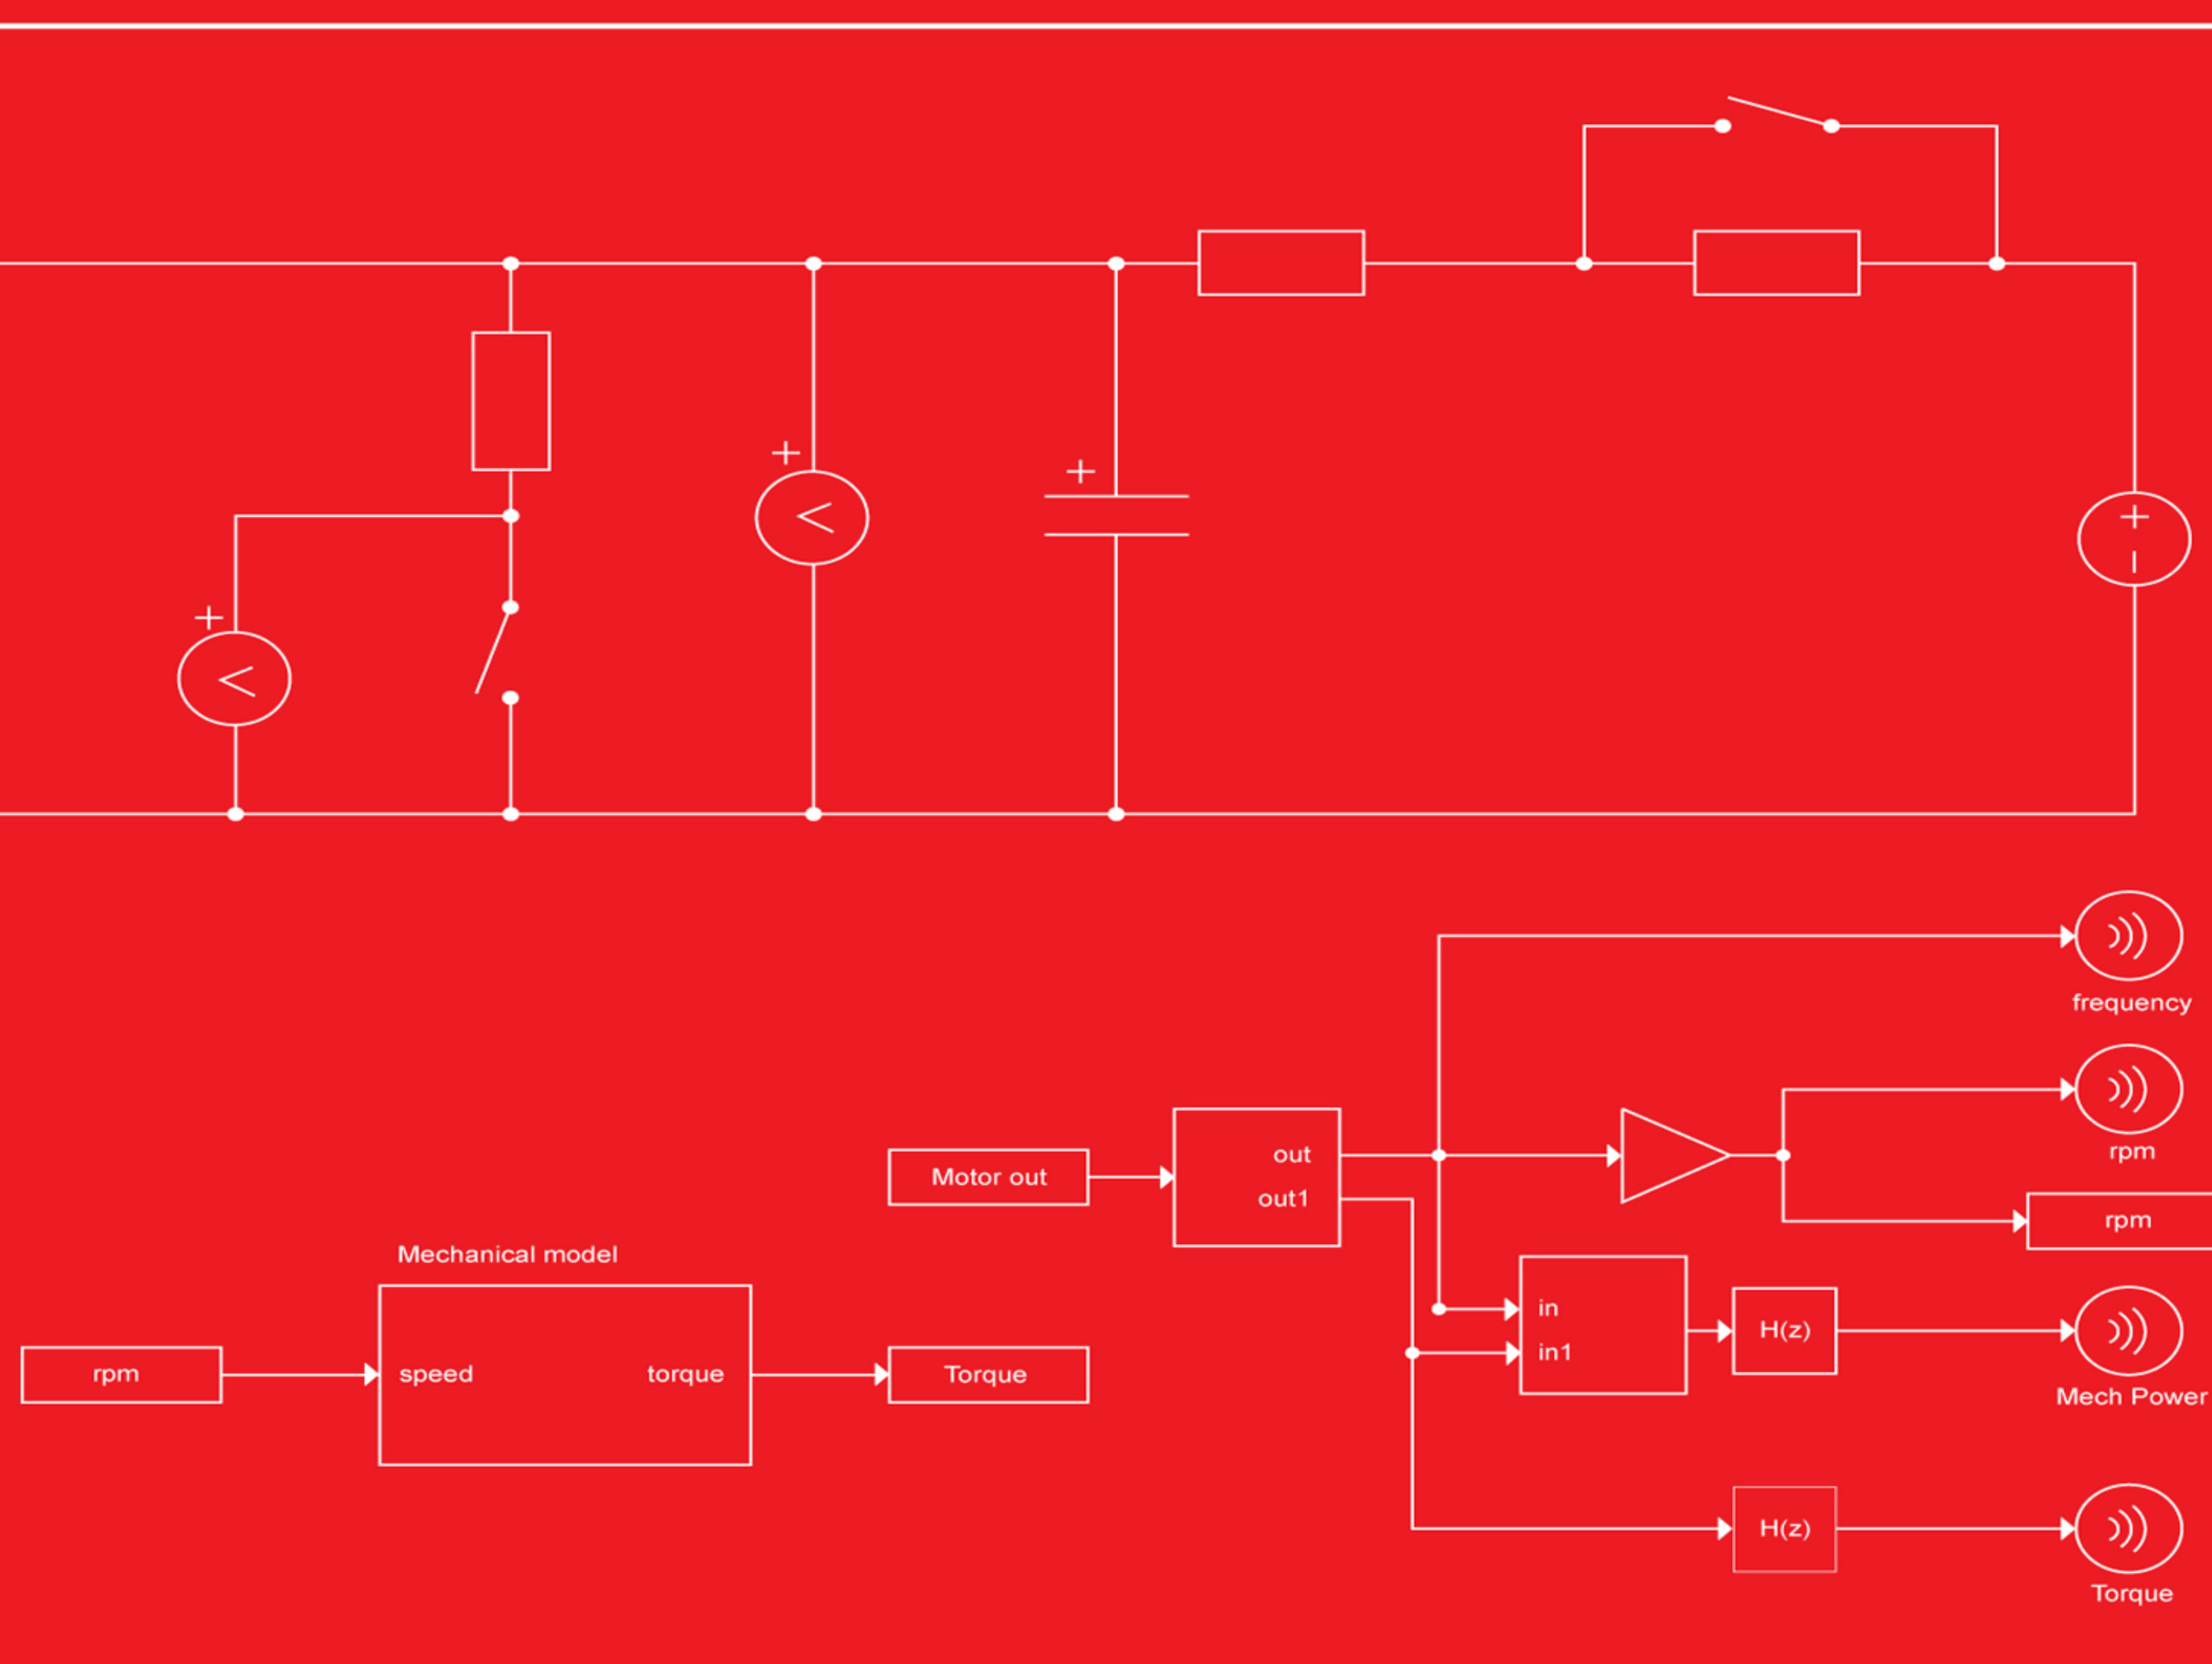 +
+
+
+
−
<
<
frequency
rpm
out
Motor out
out1
rpm
Mechanical model
in
H(z)
in1
rpm
speed
torque
Torque
Mech Power
H(z)
Torque